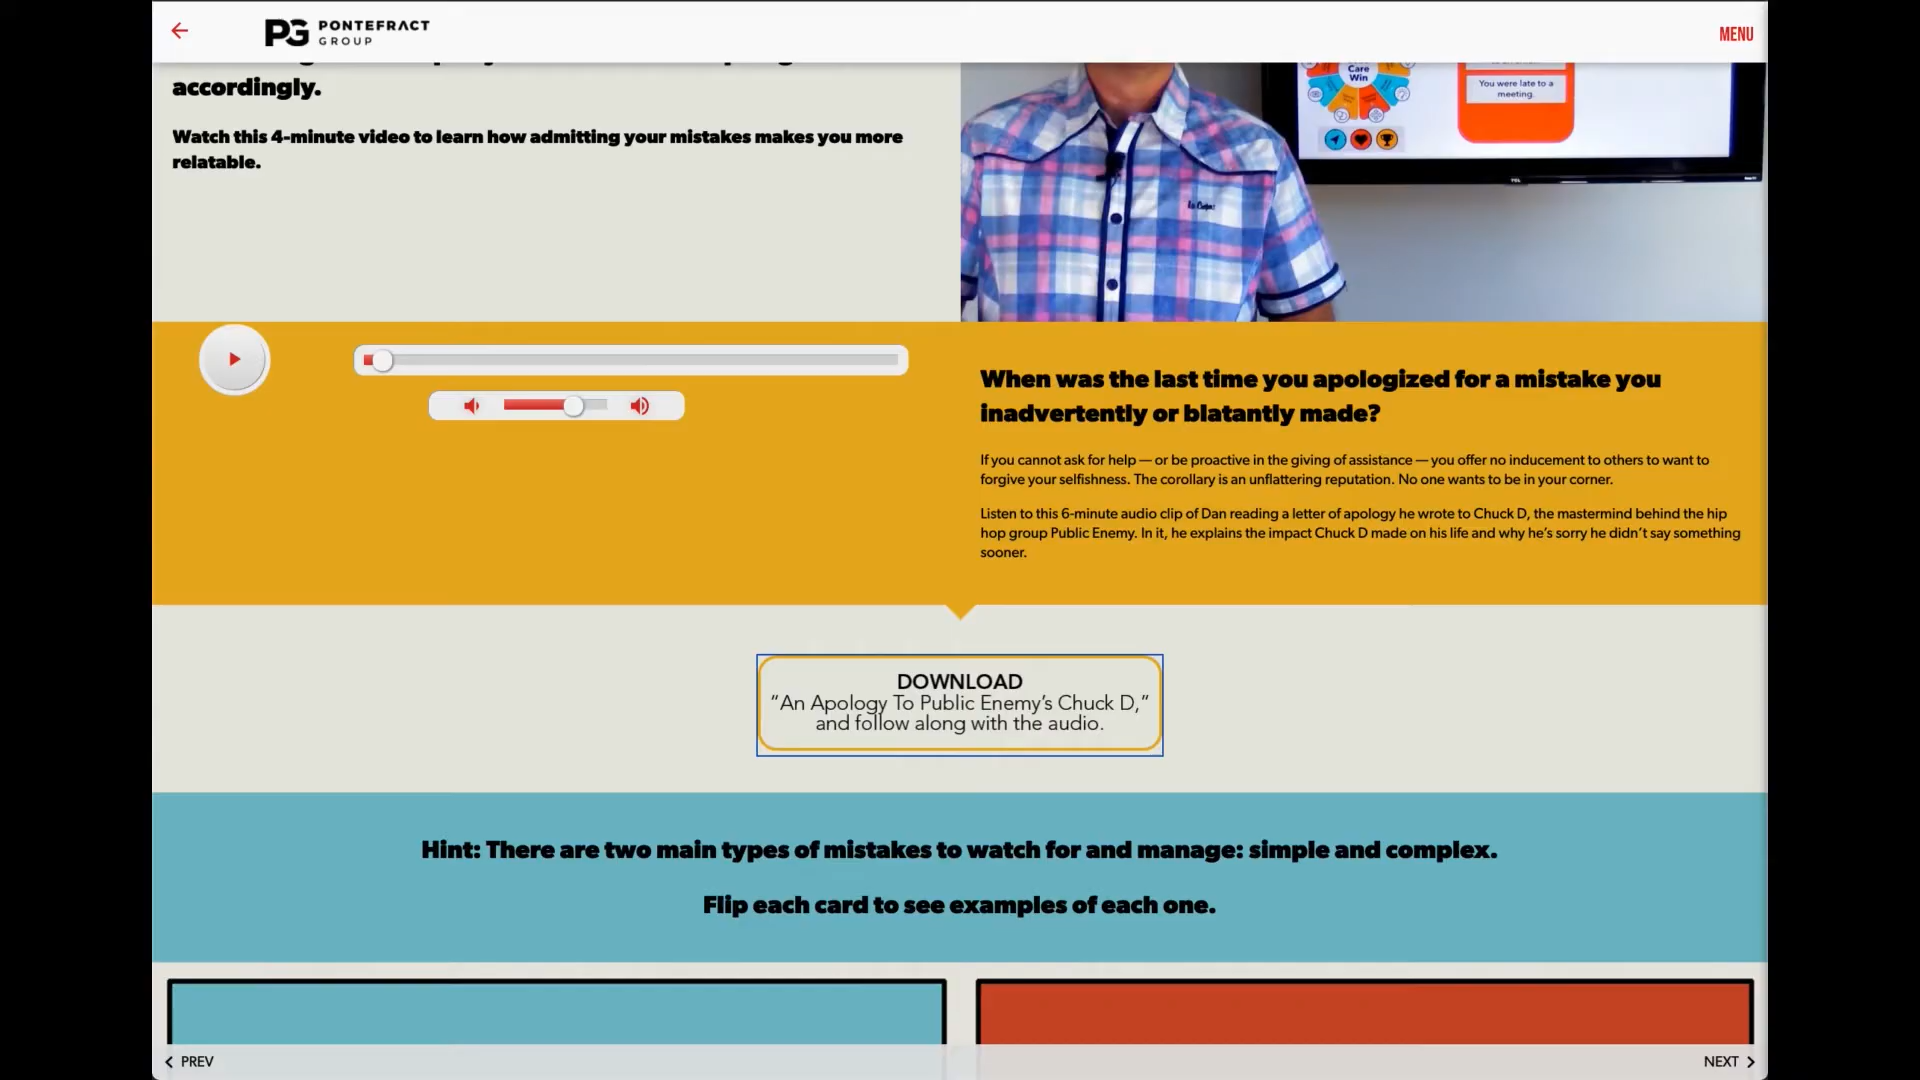 PG PONTEFRACT
GROUP
MENU
accordingly.
Watch this 4-minute video to learn how admitting your mistakes makes you more
relatable.
Care
Win
You were late to a
meeting.
Lee Cooper
TCL
When was the last time you apologized for a mistake you
inadvertently or blatantly made?
If you cannot ask for help — or be proactive in the giving of assistance — you offer no inducement to others to want to
forgive your selfishness. The corollary is an unflattering reputation. No one wants to be in your corner.
Listen to this 6-minute audio clip of Dan reading a letter of apology he wrote to Chuck D, the mastermind behind the hip
hop group Public Enemy. In it, he explains the impact Chuck D made on his life and why he's sorry he didn't say something
sooner.
DOWNLOAD
“An Apology To Public Enemy’s Chuck D,”
and follow along with the audio.
Hint: There are two main types of mistakes to watch for and manage: simple and complex.
Flip each card to see examples of each one.
PREV
NEXT